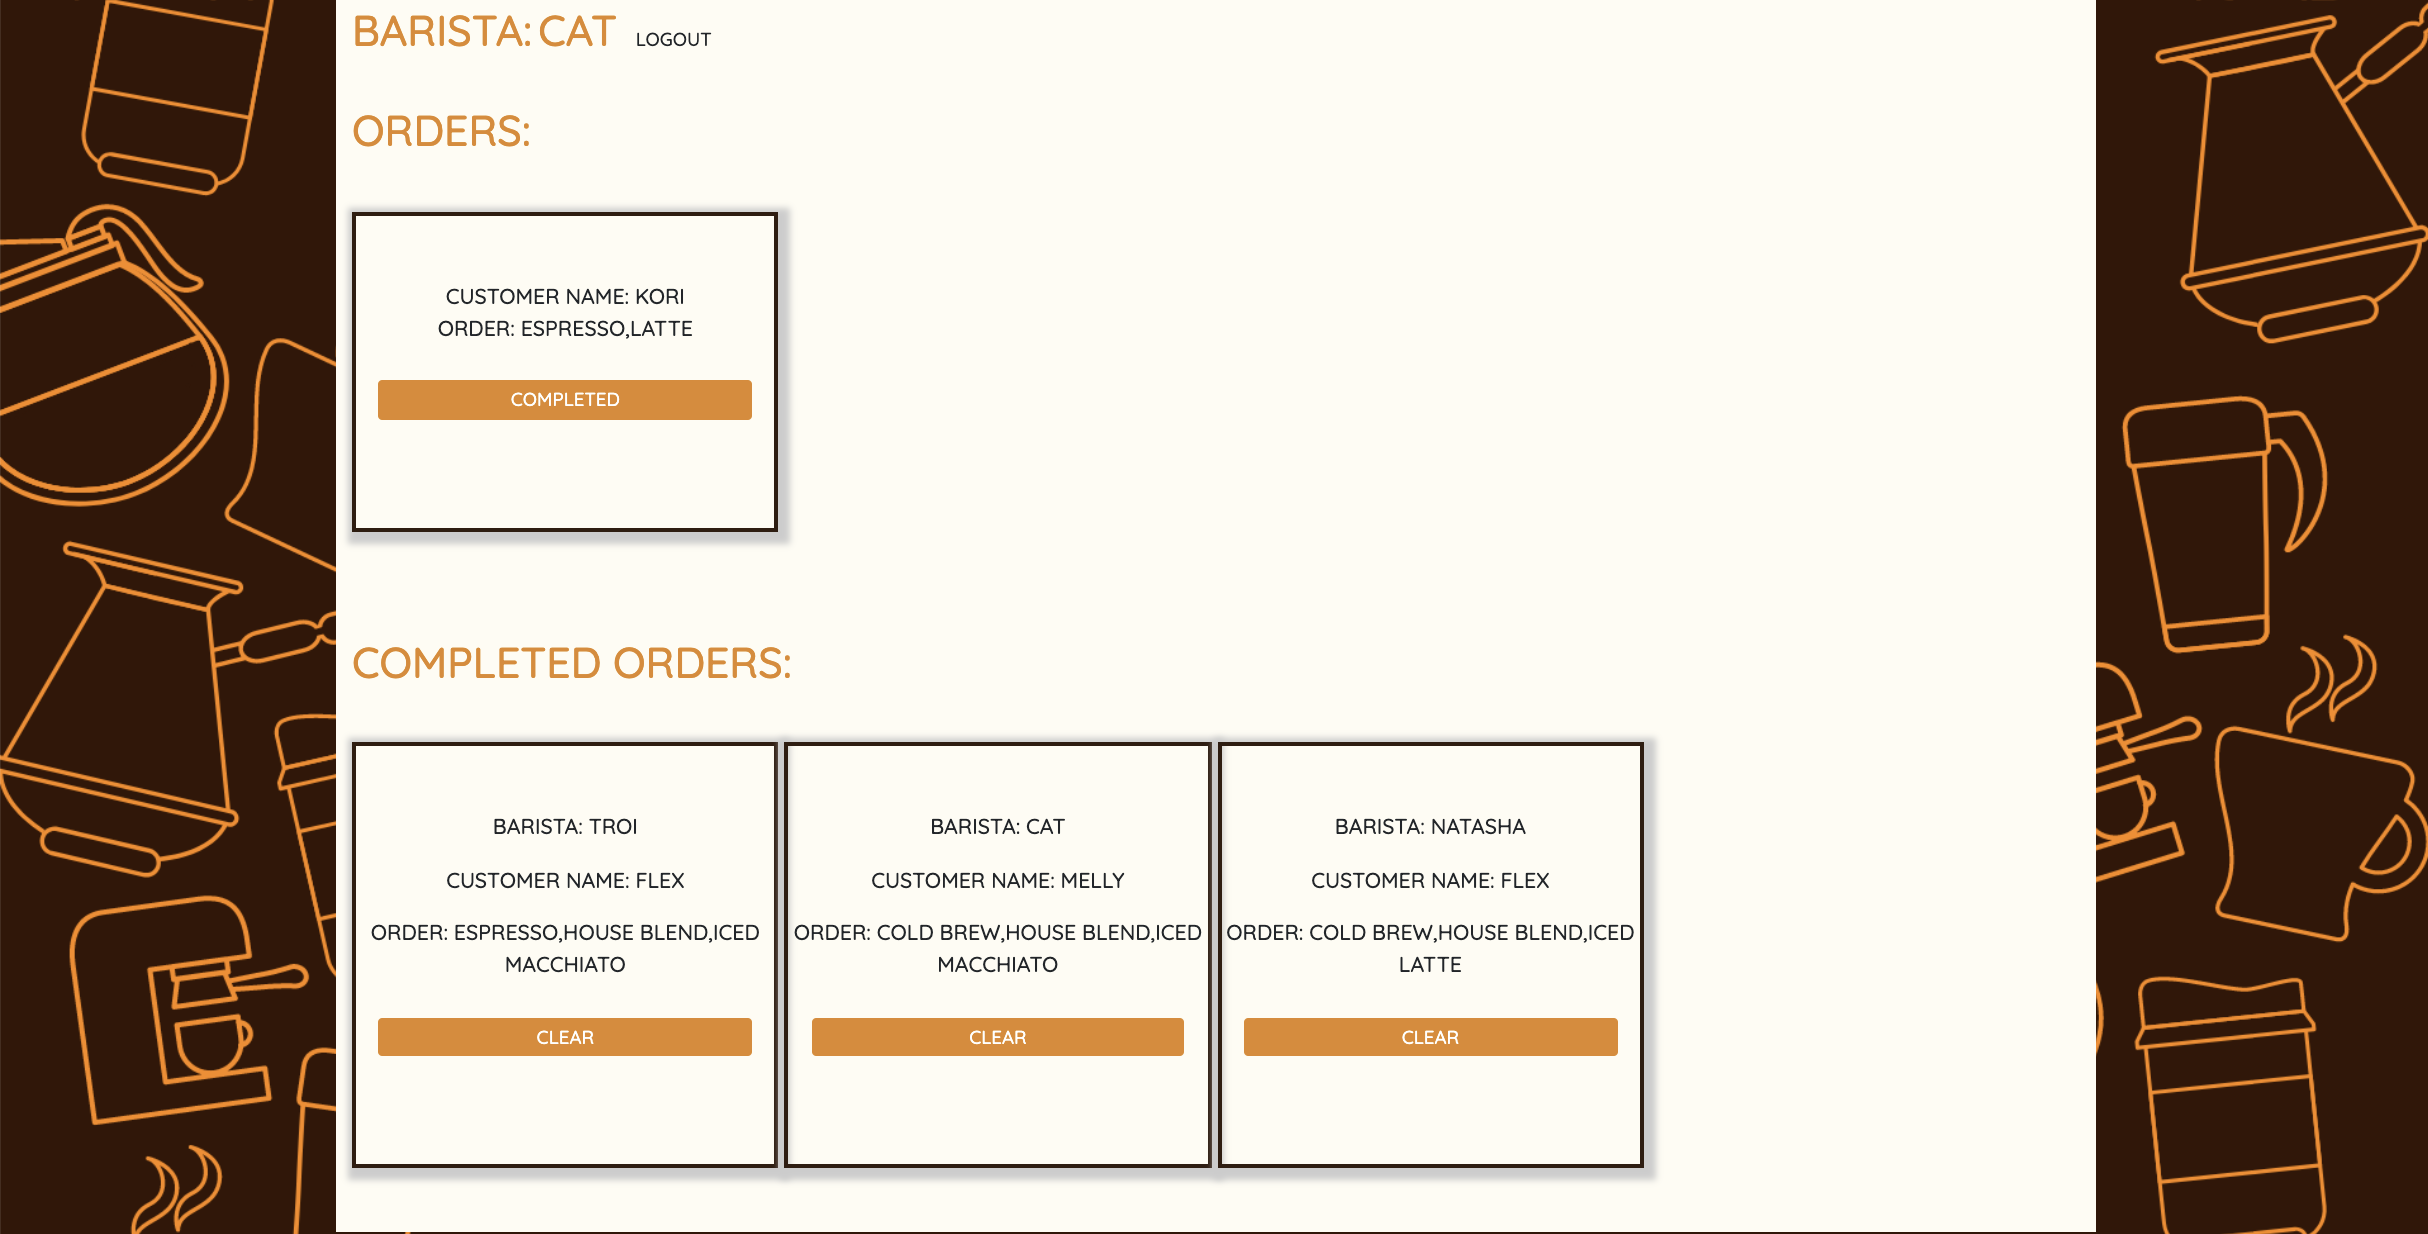 BARISTA: CAT LOGOUT
ORDERS:
CUSTOMER NAME: KORI
ORDER: ESPRESSO,LATTE
COMPLETED
COMPLETED ORDERS:
BARISTA: TROI
CUSTOMER NAME: FLEX
ORDER: ESPRESSO,HOUSE BLEND,ICED
MACCHIATO
CLEAR
BARISTA: CAT
CUSTOMER NAME: MELLY
ORDER: COLD BREW,HOUSE BLEND,ICED
MACCHIATO
CLEAR
BARISTA: NATASHA
CUSTOMER NAME: FLEX
ORDER: COLD BREW,HOUSE BLEND,ICED
LATTE
CLEAR